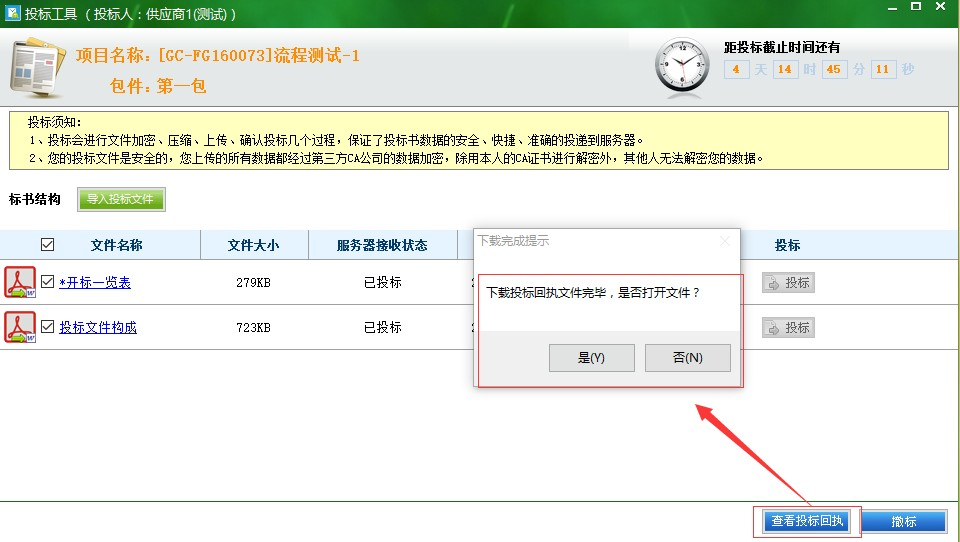 投标工具（投标人：供应商1(测试)）
项目名称：[GC-FG160073]流程测试-1
包件：第一包
距投标截止时间还有
4 天 14 时 45 分 11 秒
投标须知：
1、投标会进行文件加密、压缩、上传、确认投标几个过程，保证了投标书数据的安全、快捷、准确的投递到服务器。
2、您的投标文件是安全的，您上传的所有数据都经过第三方CA公司的数据加密，除用本人的CA证书进行解密外，其他人无法解密您的数据。
标书结构 导入投标文件
文件名称 文件大小 服务器接收状态 投标
*开标一览表 279KB 已投标 投标
投标文件构成 723KB 已投标 投标
下载完成提示
下载投标回执文件完毕，是否打开文件？
是(Y) 否(N)
查看投标回执 撤标